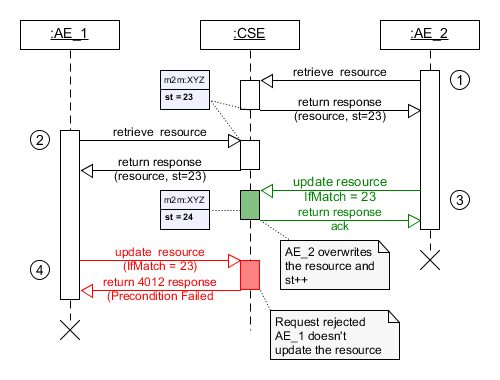 :AE_1
:CSE
:AE_2
retrieve resource
1
m2m:XYZ
st = 23
return response
(resource, st=23)
2
retrieve resource
return response
(resource, st=23)
update resource
IfMatch = 23
3
m2m:XYZ
st = 24
return response
ack
AE_2 overwrites
the resource and
st++
update resource
(IfMatch = 23)
4
return 4012 response
(Precondition Failed
Request rejected
AE_1 doesn't
update the resource